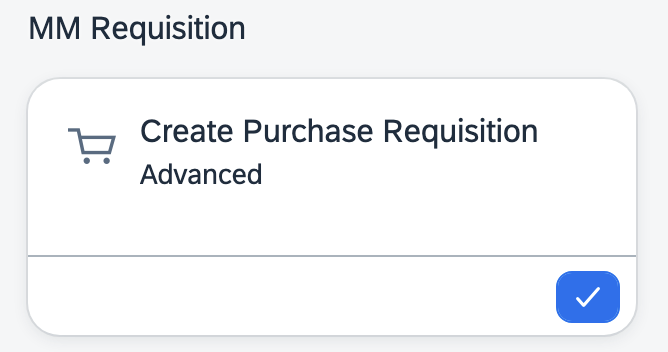 MM Requisition
Create Purchase Requisition
Advanced